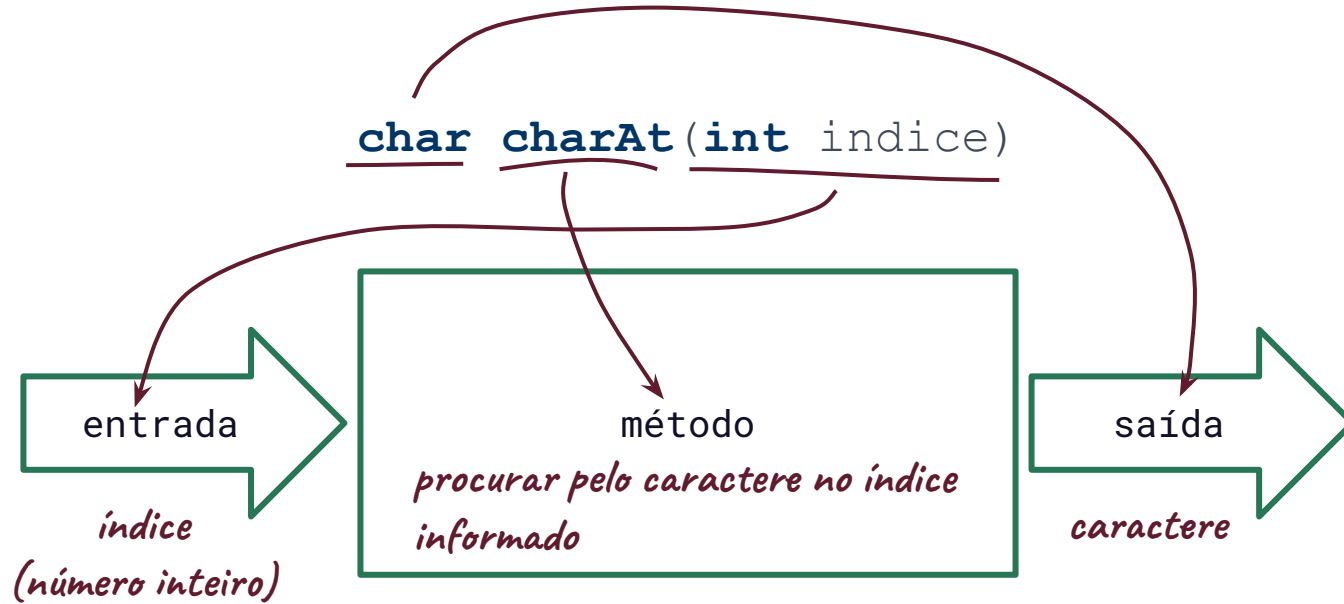 char charAt(int indice)
entrada
método
saída
procurar pelo caractere no índice
informado
índice
(número inteiro)
caractere